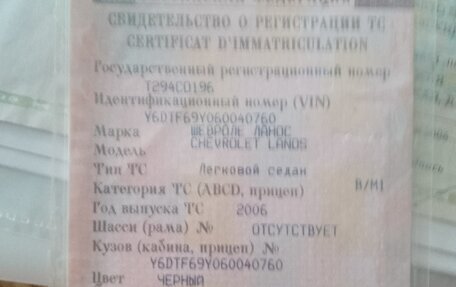 СВИДЕТЕЛЬСТВО О РЕГИСТРАЦИИ ТС
CERTIFICAT D'IMMATRICULATION
Государственный регистрационный номер
Т294СО196
Идентификационный номер (VIN)
Y6DTF69Y060040760
Марка ШЕВРОЛЕ ЛАНОС
Модель CHEVROLET LANOS
Тип ТС Легковой седан
Категория ТС (ABCD, прицеп) B/M1
Год выпуска ТС 2006
Шасси (рама) № ОТСУТСТВУЕТ
Кузов (кабина, прицеп) №
Y6DTF69Y060040760
Цвет ЧЕРНЫЙ